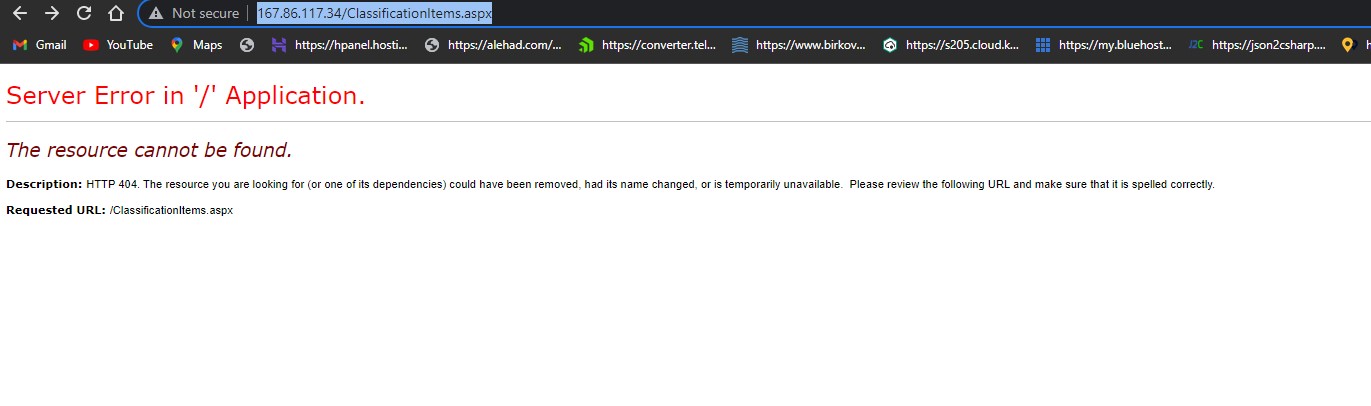 Not secure 167.86.117.34/ClassificationItems.aspx
Gmail YouTube Maps https://hpanel.hosti... https://alehad.com/... https://converter.tel... https://www.birkov... https://s205.cloud.k... https://my.bluehost... J2C https://json2csharp.... h
Server Error in '/' Application.
The resource cannot be found.
Description: HTTP 404. The resource you are looking for (or one of its dependencies) could have been removed, had its name changed, or is temporarily unavailable.  Please review the following URL and make sure that it is spelled correctly.
Requested URL: /ClassificationItems.aspx